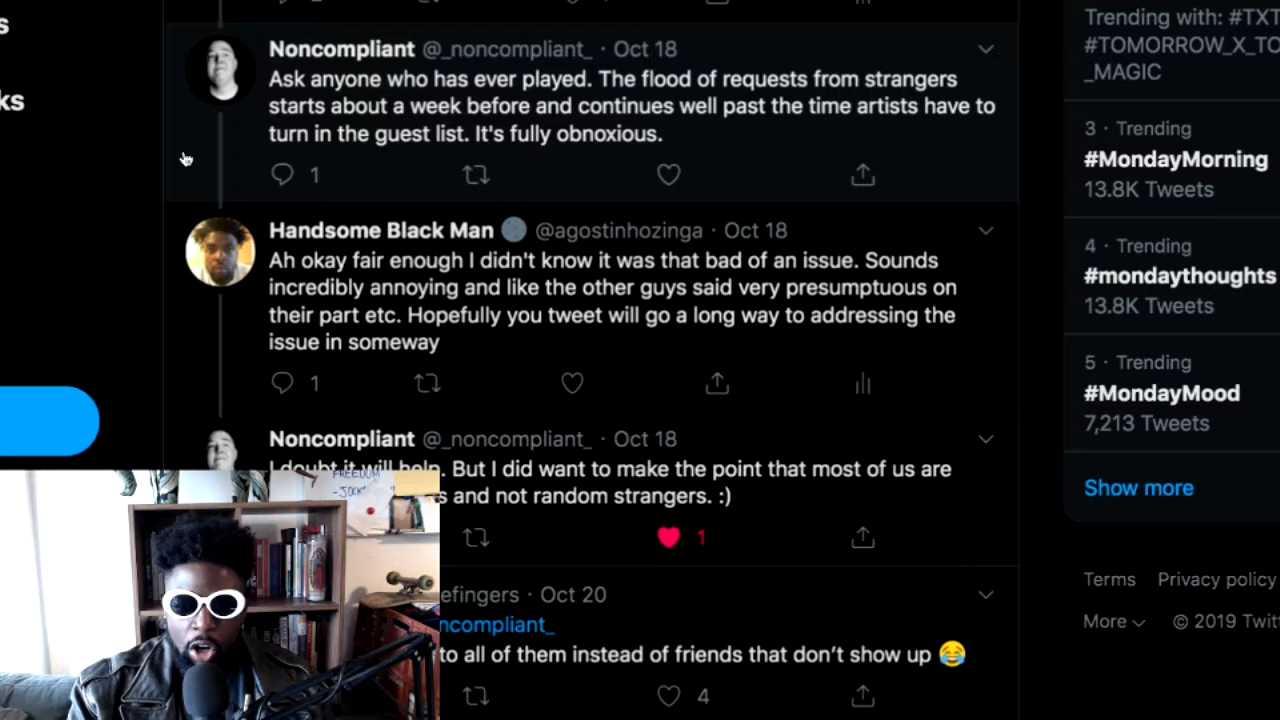 s
ks
Noncompliant @_noncompliant_ · Oct 18
Ask anyone who has ever played. The flood of requests from strangers
starts about a week before and continues well past the time artists have to
turn in the guest list. It's fully obnoxious.
1
Handsome Black Man @agostinhozinga · Oct 18
Ah okay fair enough I didn't know it was that bad of an issue. Sounds
incredibly annoying and like the other guys said very presumptuous on
their part etc. Hopefully you tweet will go a long way to addressing the
issue in someway
1
Noncompliant @_noncompliant_ · Oct 18
I doubt it will help. But I did want to make the point that most of us are
s and not random strangers. :)
1
efingers · Oct 20
ncompliant_
to all of them instead of friends that don't show up 😂
4
FREEDOM
Trending with: #TXT
#TOMORROW_X_TO
_MAGIC
3 · Trending
#MondayMorning
13.8K Tweets
4 · Trending
#mondaythoughts
13.8K Tweets
5 · Trending
#MondayMood
7,213 Tweets
Show more
Terms Privacy policy
More © 2019 Twit